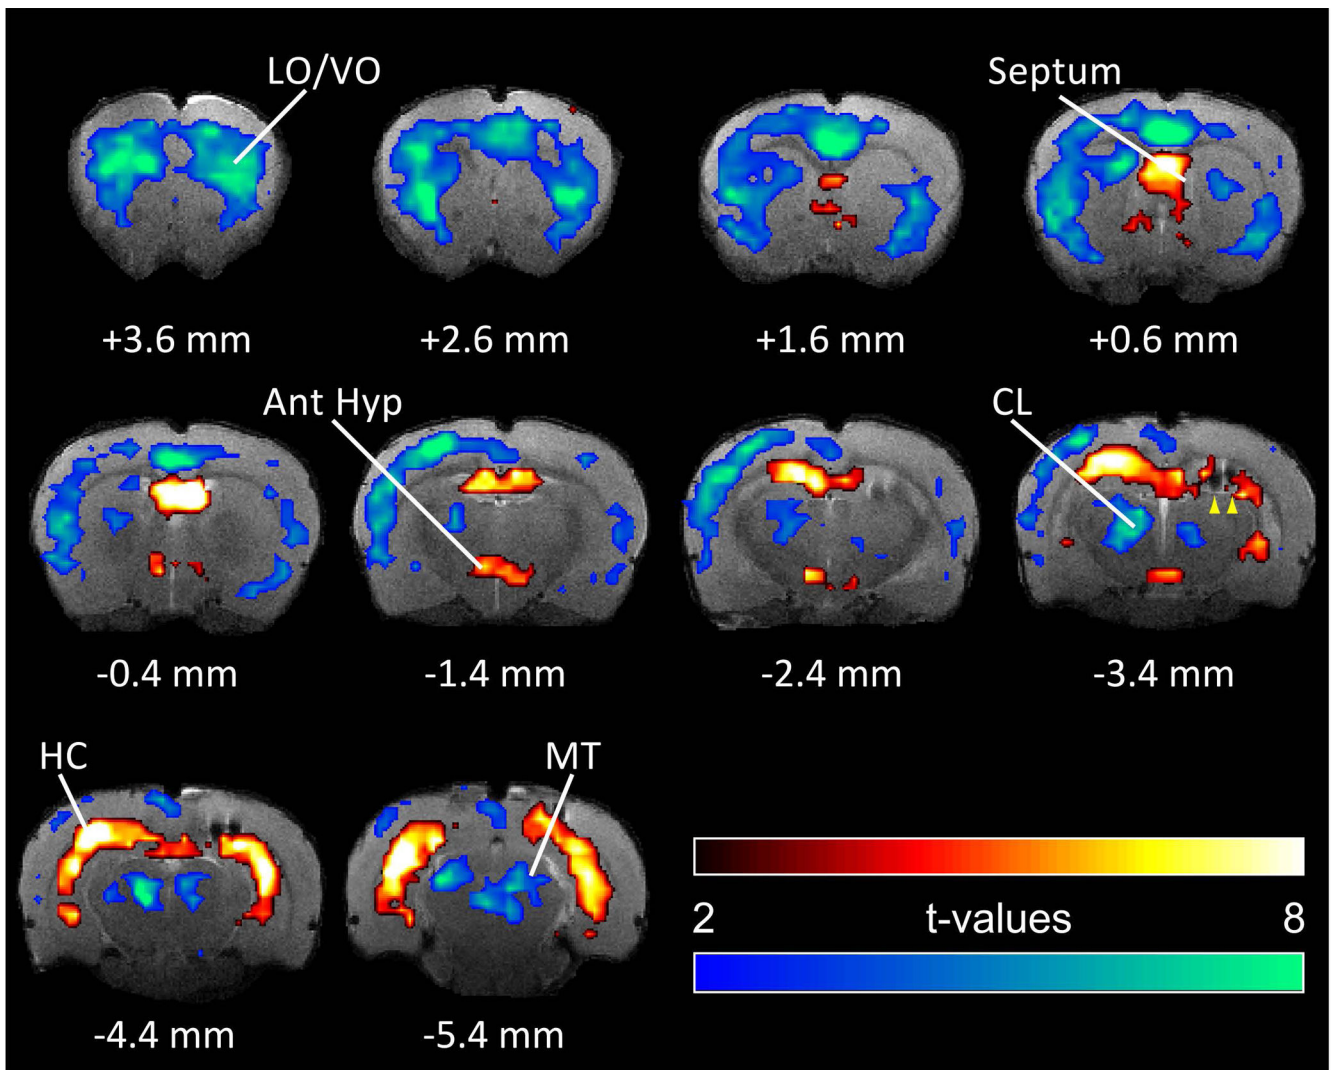 LO/VO
Septum
+3.6 mm
+2.6 mm
+1.6 mm
+0.6 mm
Ant Hyp
CL
-0.4 mm
-1.4 mm
-2.4 mm
-3.4 mm
HC
MT
2
t-values
8
-4.4 mm
-5.4 mm